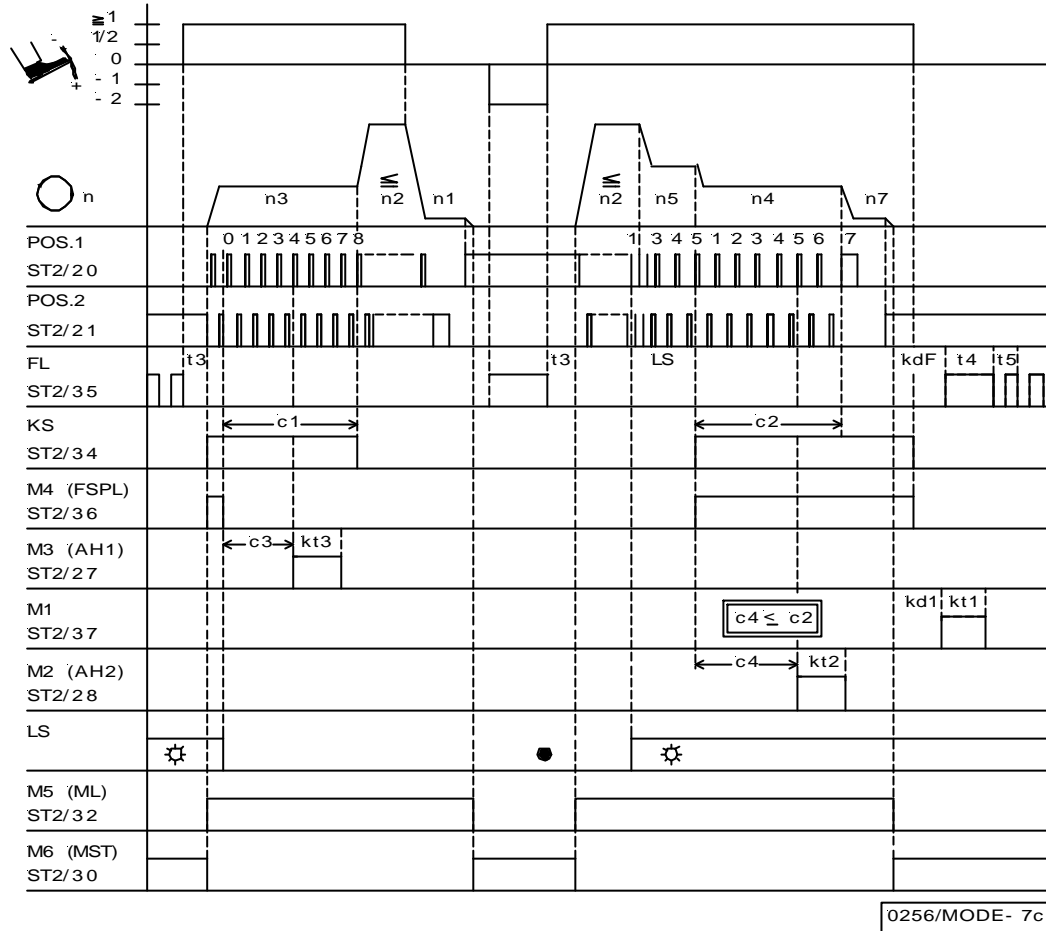 ≧ 1
1/2
0
- 1
- 2
-
+
n
n3
≦
n2
n1
≦
n2
n5
n4
n7
POS.1
ST2/20
0 1 2 3 4 5 6 7 8
1 3 4 5 1 2 3 4 5 6 7
POS.2
ST2/21
FL
ST2/35
t3
t3
LS
kdF
t4
t5
KS
ST2/34
c1
c2
M4 (FSPL)
ST2/36
M3 (AH1)
ST2/27
c3
kt3
M1
ST2/37
c4 ≤ c2
kd1
kt1
M2 (AH2)
ST2/28
c4
kt2
LS
M5 (ML)
ST2/32
M6 (MST)
ST2/30
0256/MODE- 7c